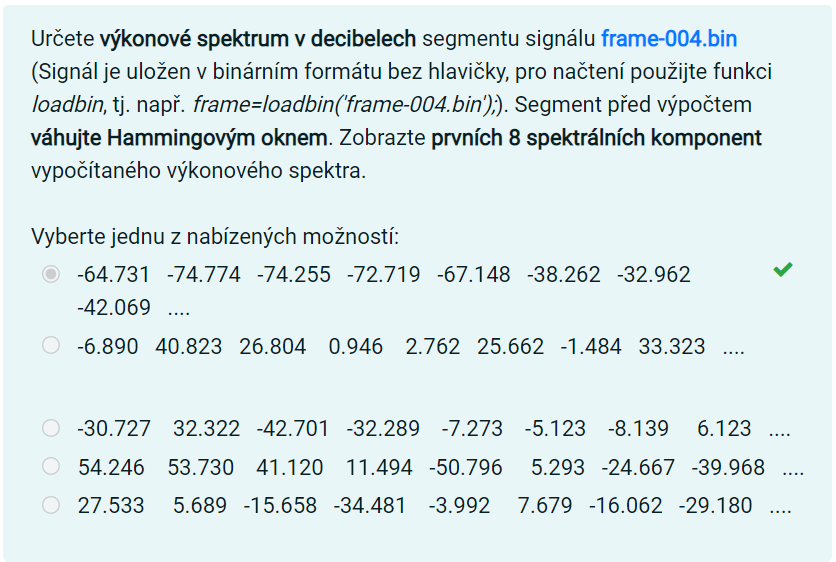 Určete výkonové spektrum v decibelech segmentu signálu frame-004.bin
(Signál je uložen v binárním formátu bez hlavičky, pro načtení použijte funkci
loadbin, tj. např. frame=loadbin('frame-004.bin');). Segment před výpočtem
váhujte Hammingovým oknem. Zobrazte prvních 8 spektrálních komponent
vypočítaného výkonového spektra.
Vyberte jednu z nabízených možností:
-64.731 -74.774 -74.255 -72.719 -67.148 -38.262 -32.962
-42.069 ....
-6.890 40.823 26.804 0.946 2.762 25.662 -1.484 33.323 ....
-30.727 32.322 -42.701 -32.289 -7.273 -5.123 -8.139 6.123 ....
54.246 53.730 41.120 11.494 -50.796 5.293 -24.667 -39.968 ....
27.533 5.689 -15.658 -34.481 -3.992 7.679 -16.062 -29.180 ....